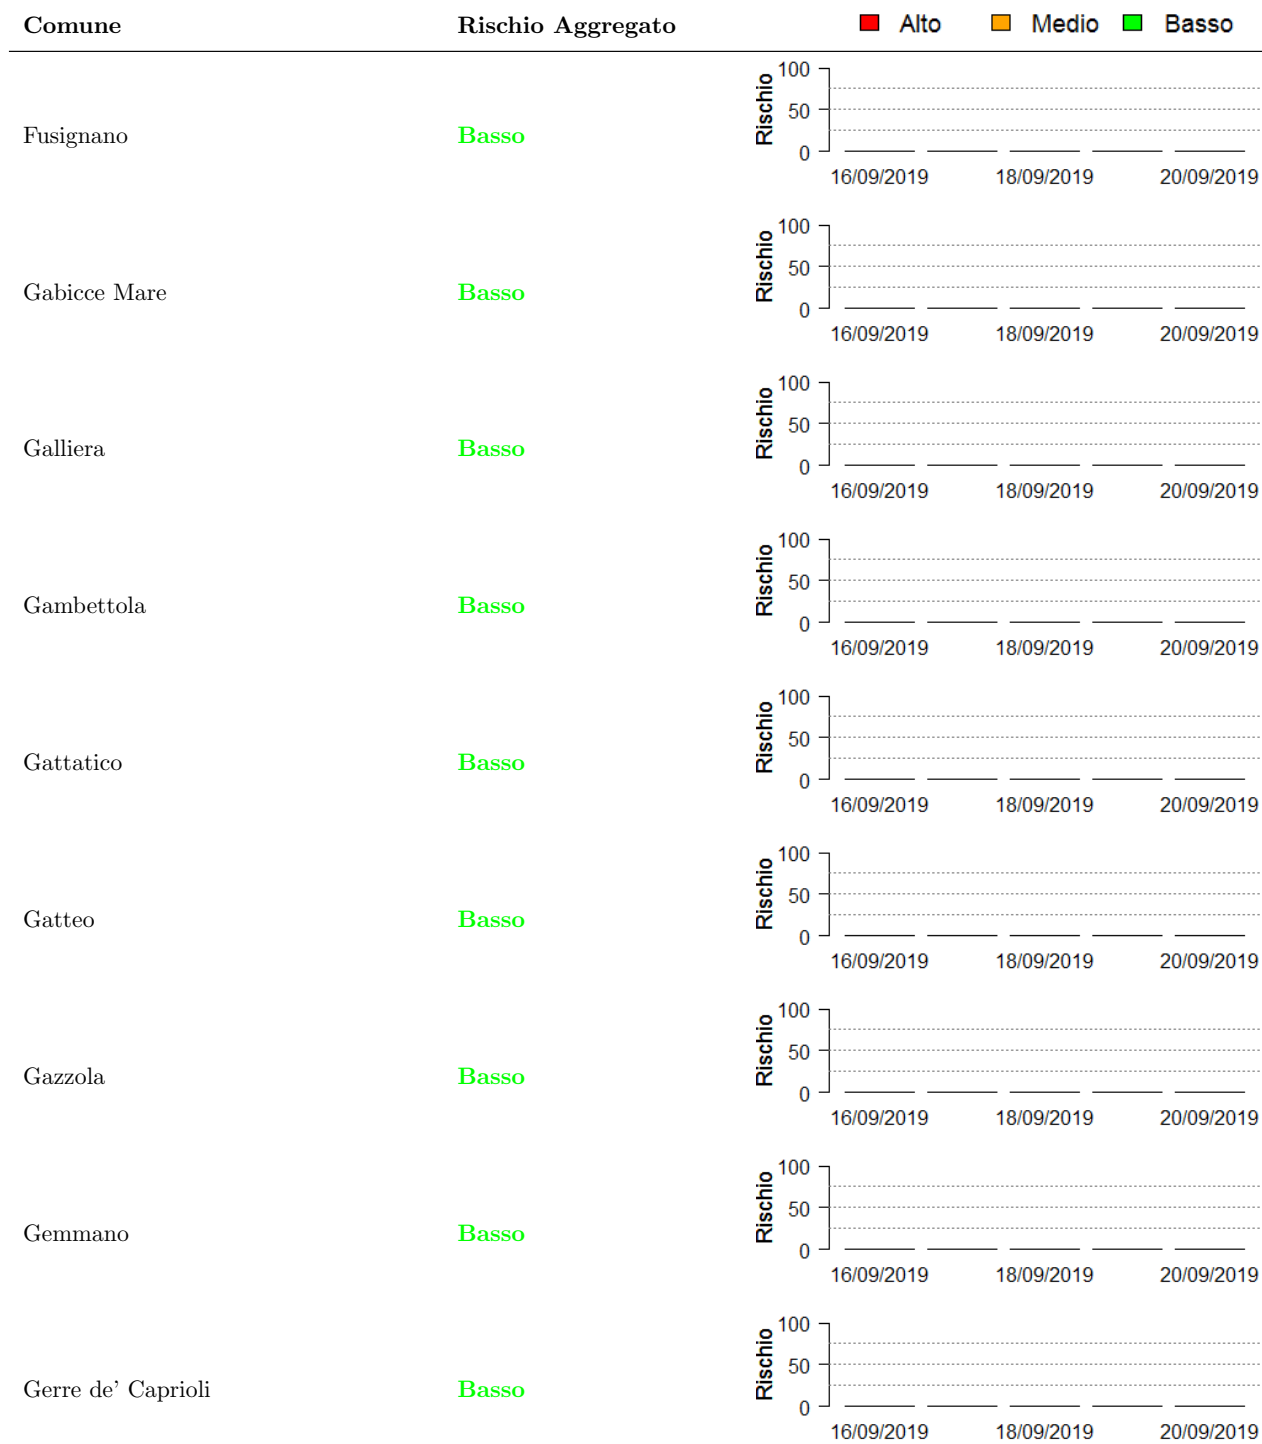 Comune Rischio Aggregato Alto Medio Basso
Fusignano Basso Rischio 100 50 0
16/09/2019 18/09/2019 20/09/2019
Gabicce Mare Basso Rischio 100 50 0
16/09/2019 18/09/2019 20/09/2019
Galliera Basso Rischio 100 50 0
16/09/2019 18/09/2019 20/09/2019
Gambettola Basso Rischio 100 50 0
16/09/2019 18/09/2019 20/09/2019
Gattatico Basso Rischio 100 50 0
16/09/2019 18/09/2019 20/09/2019
Gatteo Basso Rischio 100 50 0
16/09/2019 18/09/2019 20/09/2019
Gazzola Basso Rischio 100 50 0
16/09/2019 18/09/2019 20/09/2019
Gemmano Basso Rischio 100 50 0
16/09/2019 18/09/2019 20/09/2019
Gerre de' Caprioli Basso Rischio 100 50 0
16/09/2019 18/09/2019 20/09/2019